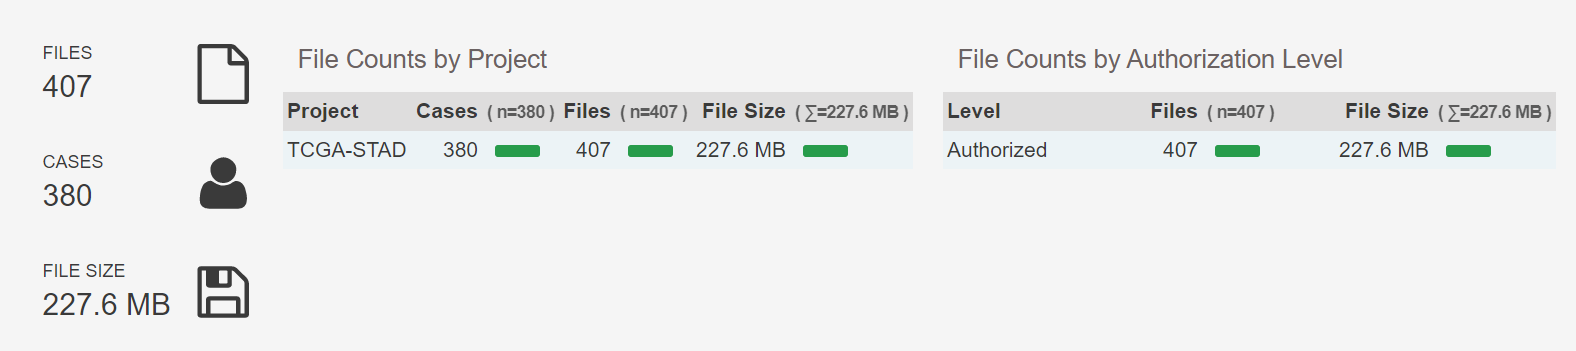 FILES
407
CASES
380
FILE SIZE
227.6 MB
File Counts by Project
Project Cases ( n=380 ) Files ( n=407 ) File Size ( ∑=227.6 MB )
TCGA-STAD 380 407 227.6 MB
File Counts by Authorization Level
Level Files ( n=407 ) File Size ( ∑=227.6 MB )
Authorized 407 227.6 MB